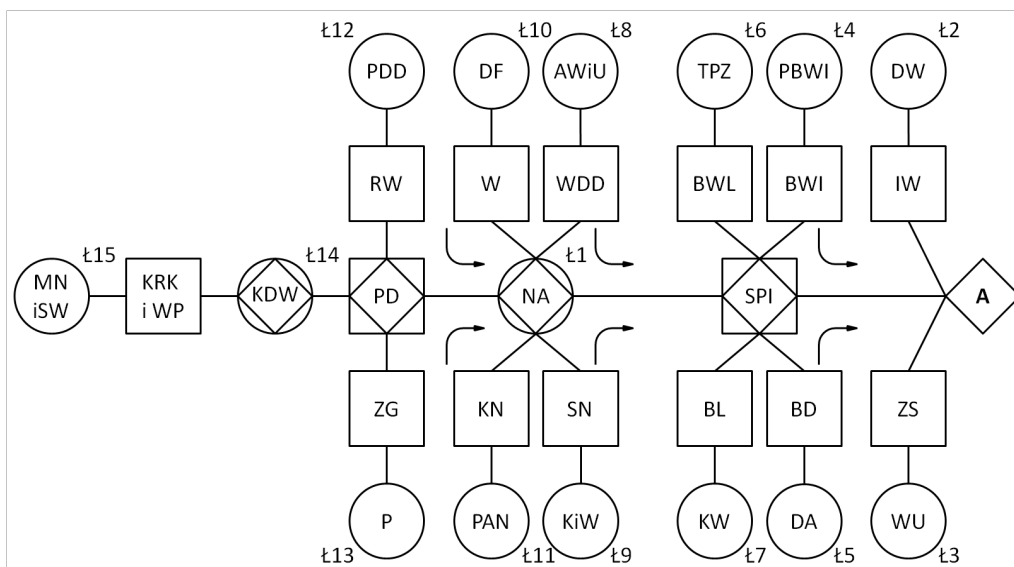 Ł12
Ł10
Ł8
Ł6
Ł4
Ł2
PDD
DF
AWiU
TPZ
PBWI
DW
RW
W
WDD
BWL
BWI
IW
Ł15
Ł14
Ł1
MN
iSW
KRK
i WP
KDW
PD
NA
SPI
A
ZG
KN
SN
BL
BD
ZS
P
PAN
KiW
KW
DA
WU
Ł13
Ł11
Ł9
Ł7
Ł5
Ł3